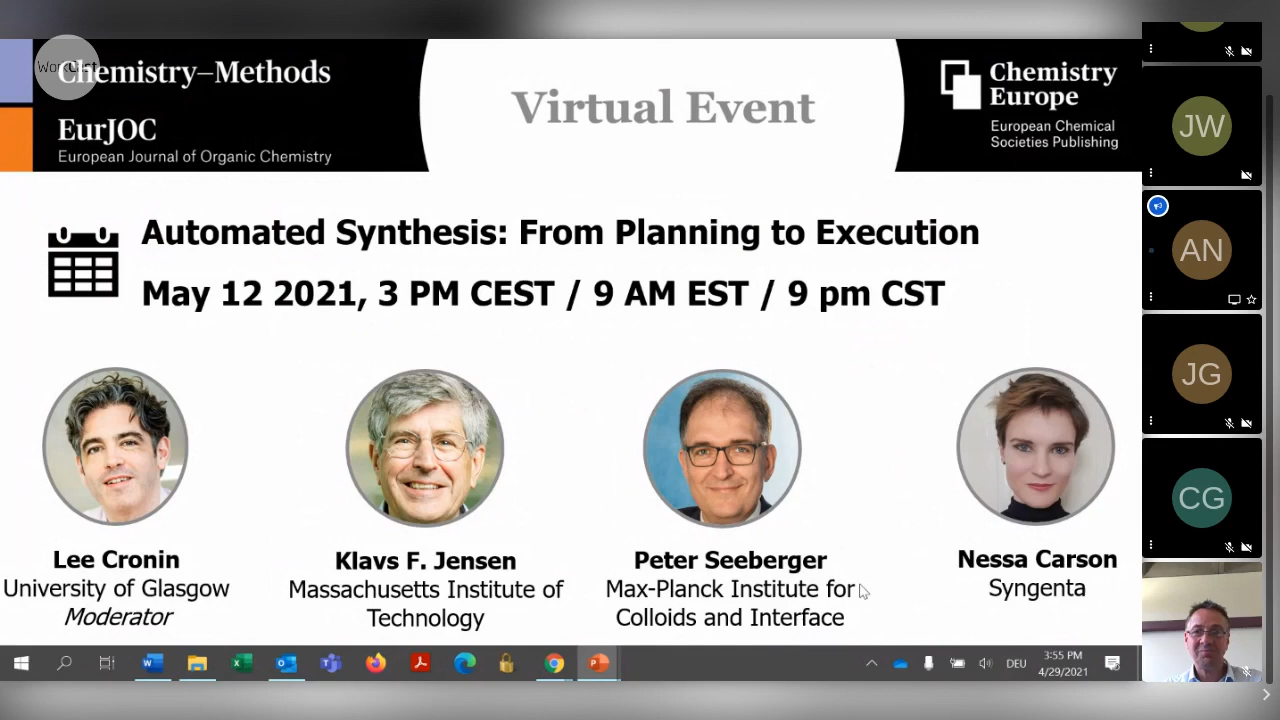 WorkCast
Chemistry–Methods
EurJOC
European Journal of Organic Chemistry
Virtual Event
Chemistry
Europe
European Chemical
Societies Publishing
Automated Synthesis: From Planning to Execution
May 12 2021, 3 PM CEST / 9 AM EST / 9 pm CST
Lee Cronin
University of Glasgow
Moderator
Klavs F. Jensen
Massachusetts Institute of
Technology
Peter Seeberger
Max-Planck Institute for
Colloids and Interface
Nessa Carson
Syngenta
JW
AN
JG
CG
DEU
3:55 PM
4/29/2021